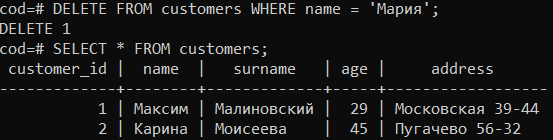 cod=# DELETE FROM customers WHERE name = 'Мария';
DELETE 1
cod=# SELECT * FROM customers;
 customer_id |  name  |   surname   | age |     address
-------------+--------+-------------+-----+------------------
           1 | Максим | Малиновский |  29 | Московская 39-44
           2 | Карина | Моисеева    |  45 | Пугачево 56-32